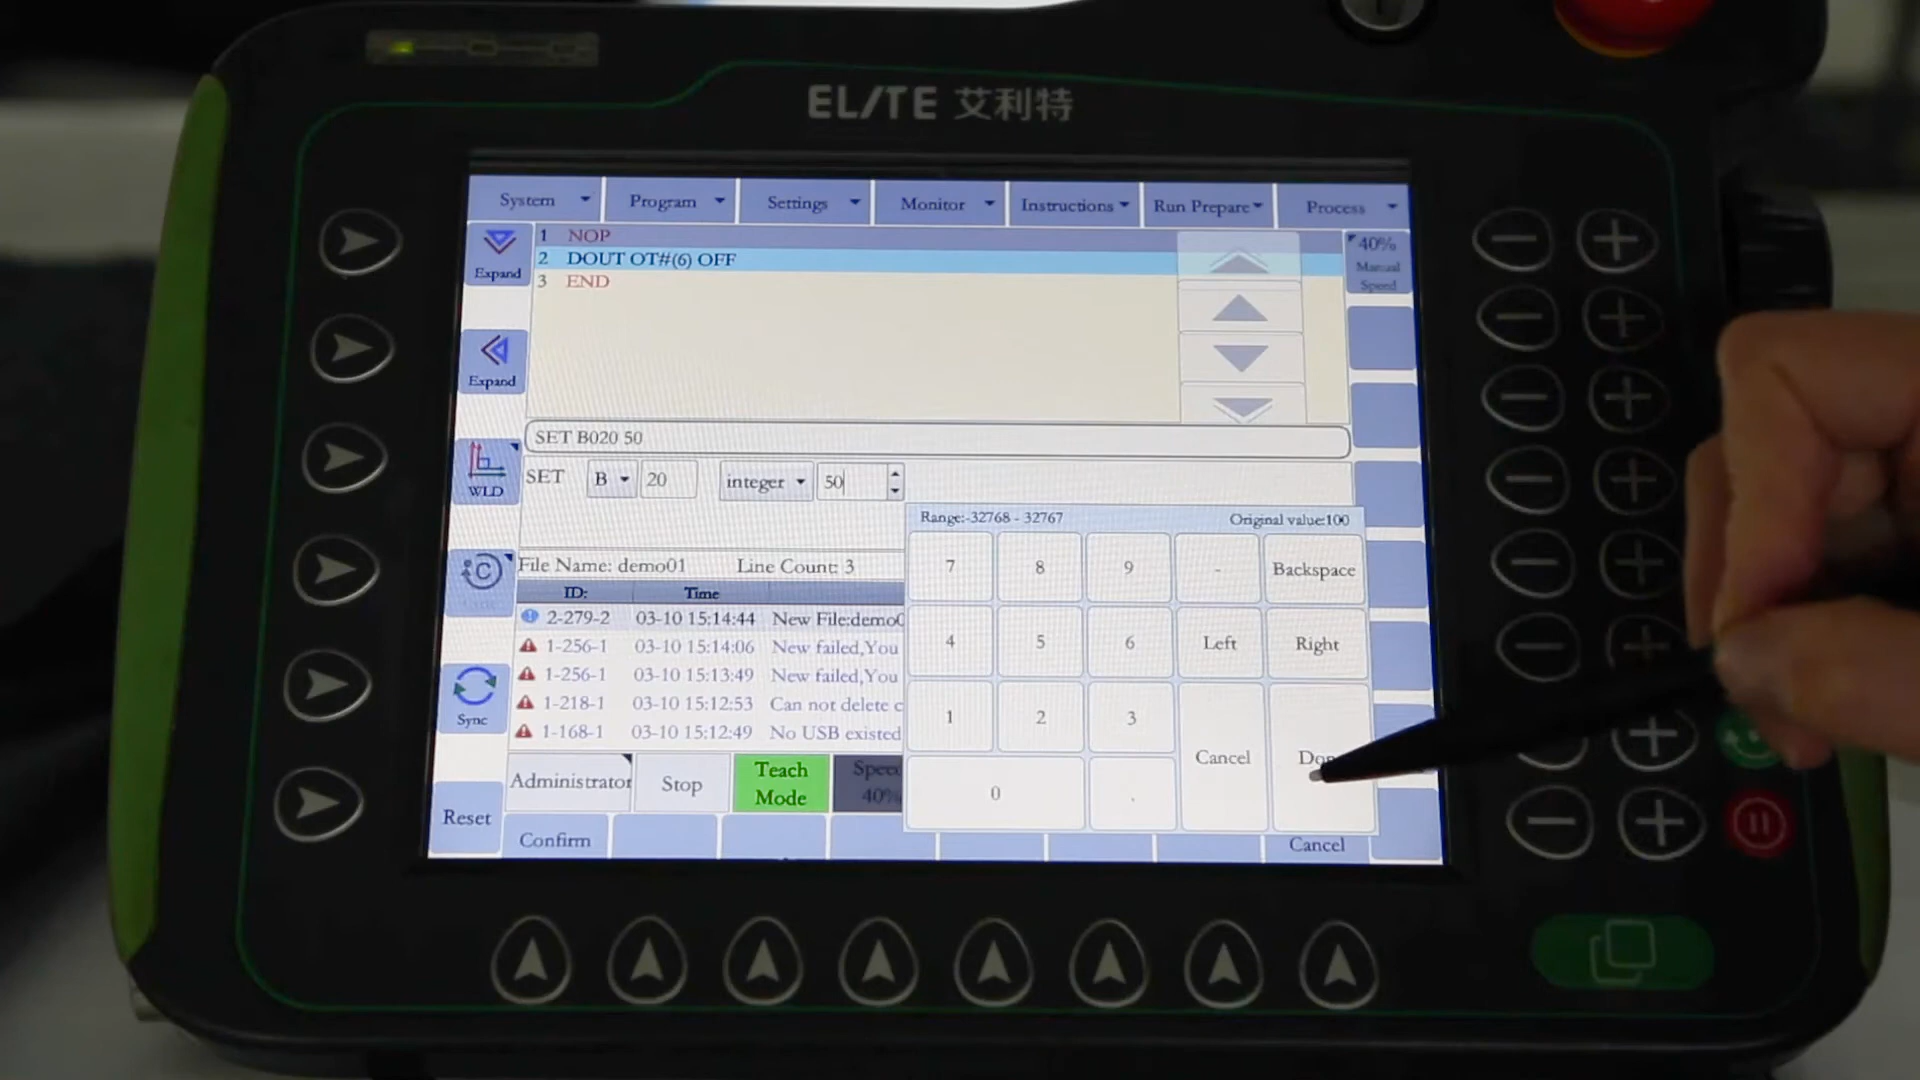 ELITE 艾利特
System Program Settings Monitor Instructions Run Prepare Process
Expand
1 NOP
2 DOUT OT#(6) OFF
3 END
40%
Manual
Speed
Expand
SET B020 50
WLD
SET B 20 integer 50
Range:-32768 - 32767 Original value:100
7 8 9 - Backspace
4 5 6 Left Right
1 2 3 Cancel
0 .
File Name: demo01 Line Count: 3
ID: Time
2-279-2 03-10 15:14:44 New File:demo
1-256-1 03-10 15:14:06 New failed,You
1-256-1 03-10 15:13:49 New failed,You
1-218-1 03-10 15:12:53 Can not delete c
1-168-1 03-10 15:12:49 No USB existed
Sync
Administrator Stop Teach Mode Speed 40%
Reset
Confirm Cancel